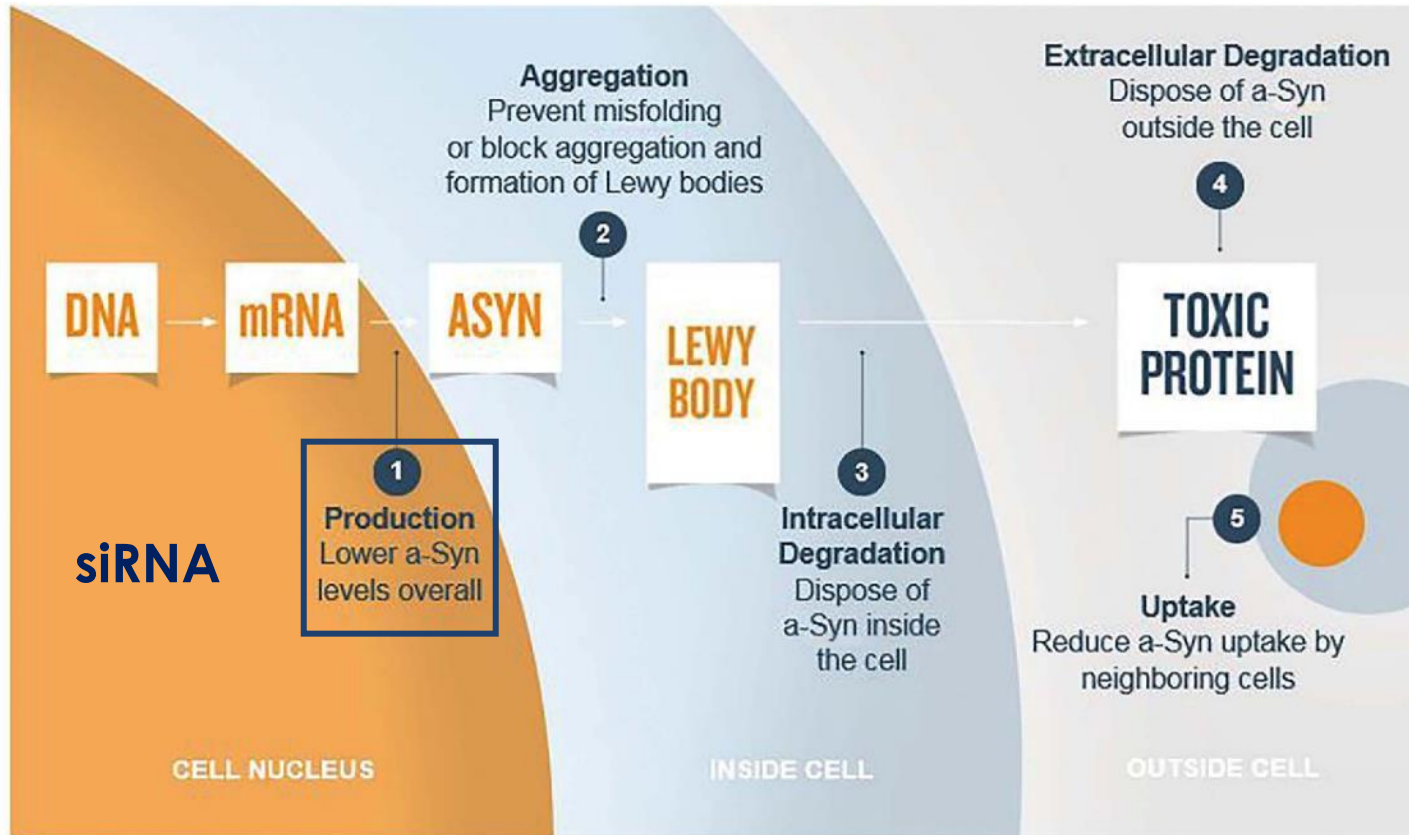 Aggregation
Prevent misfolding
or block aggregation and
formation of Lewy bodies
2
Extracellular Degradation
Dispose of a-Syn
outside the cell
4
DNA
mRNA
ASYN
LEWY
BODY
TOXIC
PROTEIN
1
Production
Lower a-Syn
levels overall
siRNA
3
Intracellular
Degradation
Dispose of
a-Syn inside
the cell
5
Uptake
Reduce a-Syn uptake by
neighboring cells
CELL NUCLEUS
INSIDE CELL
OUTSIDE CELL